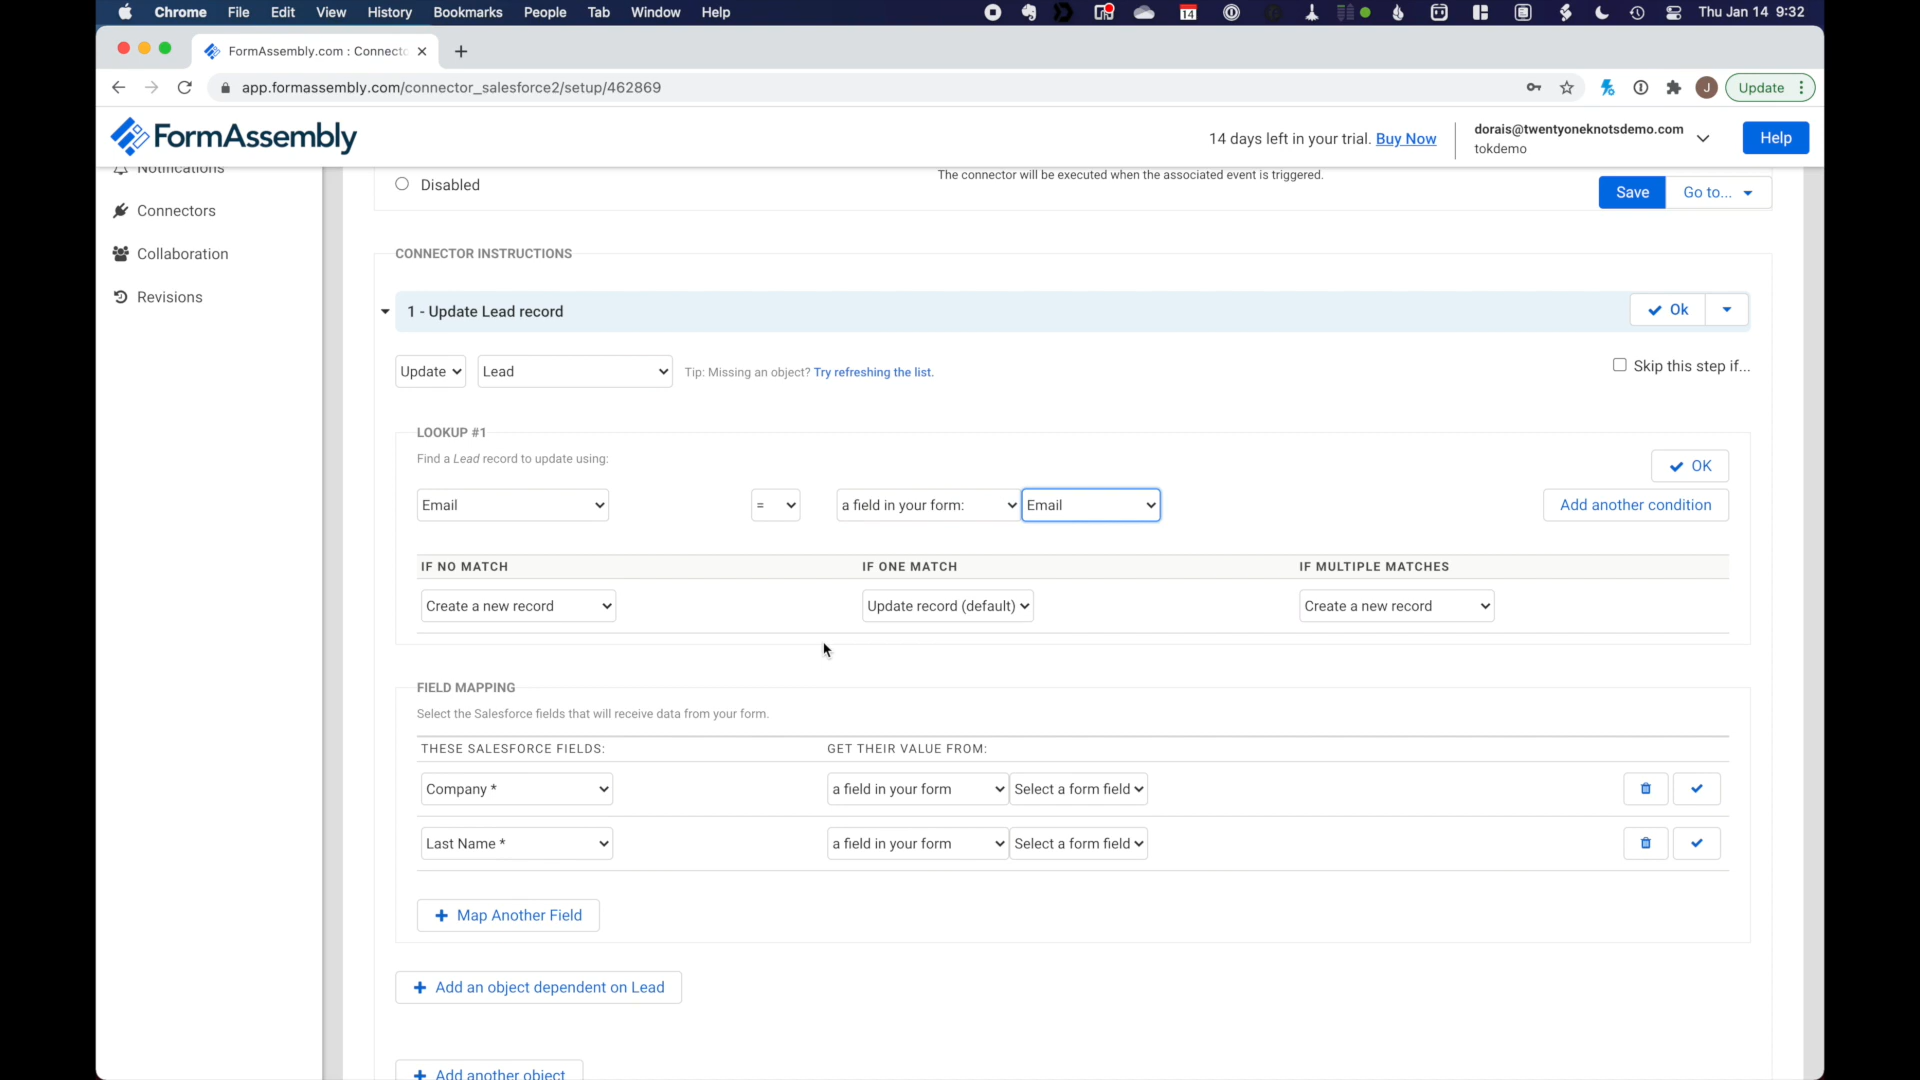 Chrome File Edit View History Bookmarks People Tab Window Help 14 Thu Jan 14 9:32
FormAssembly.com : Connecto
app.formassembly.com/connector_salesforce2/setup/462869 J Update
FormAssembly 14 days left in your trial. Buy Now dorais@twentyoneknotsdemo.com Help
tokdemo
Notifications
The connector will be executed when the associated event is triggered.
Disabled
Save Go to...
Connectors
Collaboration
CONNECTOR INSTRUCTIONS
Revisions
1 - Update Lead record Ok
Update Lead Tip: Missing an object? Try refreshing the list. Skip this step if...
LOOKUP #1
Find a Lead record to update using:
OK
Email = a field in your form: Email Add another condition
IF NO MATCH IF ONE MATCH IF MULTIPLE MATCHES
Create a new record Update record (default) Create a new record
FIELD MAPPING
Select the Salesforce fields that will receive data from your form.
THESE SALESFORCE FIELDS: GET THEIR VALUE FROM:
Company * a field in your form Select a form field
Last Name * a field in your form Select a form field
Map Another Field
Add an object dependent on Lead
Add another object